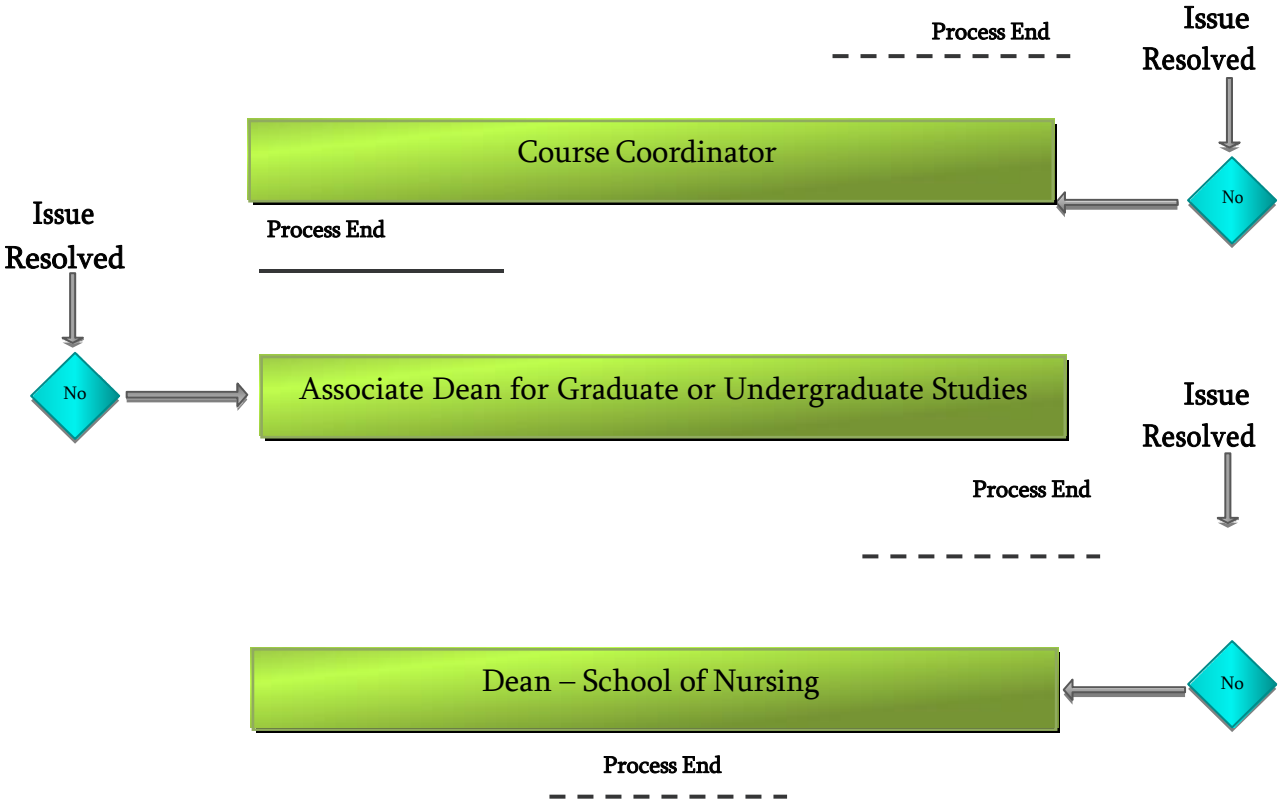 Process End
Issue
Resolved
Course Coordinator
No
Issue
Resolved
Process End
No
Associate Dean for Graduate or Undergraduate Studies
Issue
Resolved
Process End
Dean – School of Nursing
No
Process End